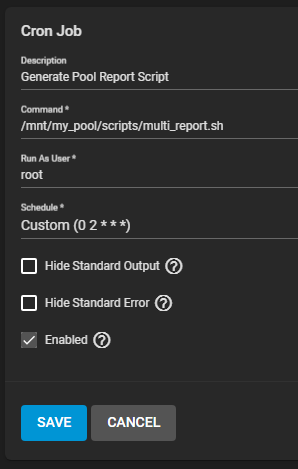 Cron Job
Description
Generate Pool Report Script
Command *
/mnt/my_pool/scripts/multi_report.sh
Run As User *
root
Schedule *
Custom (0 2 * * *)
Hide Standard Output ?
Hide Standard Error ?
Enabled ?
SAVE CANCEL